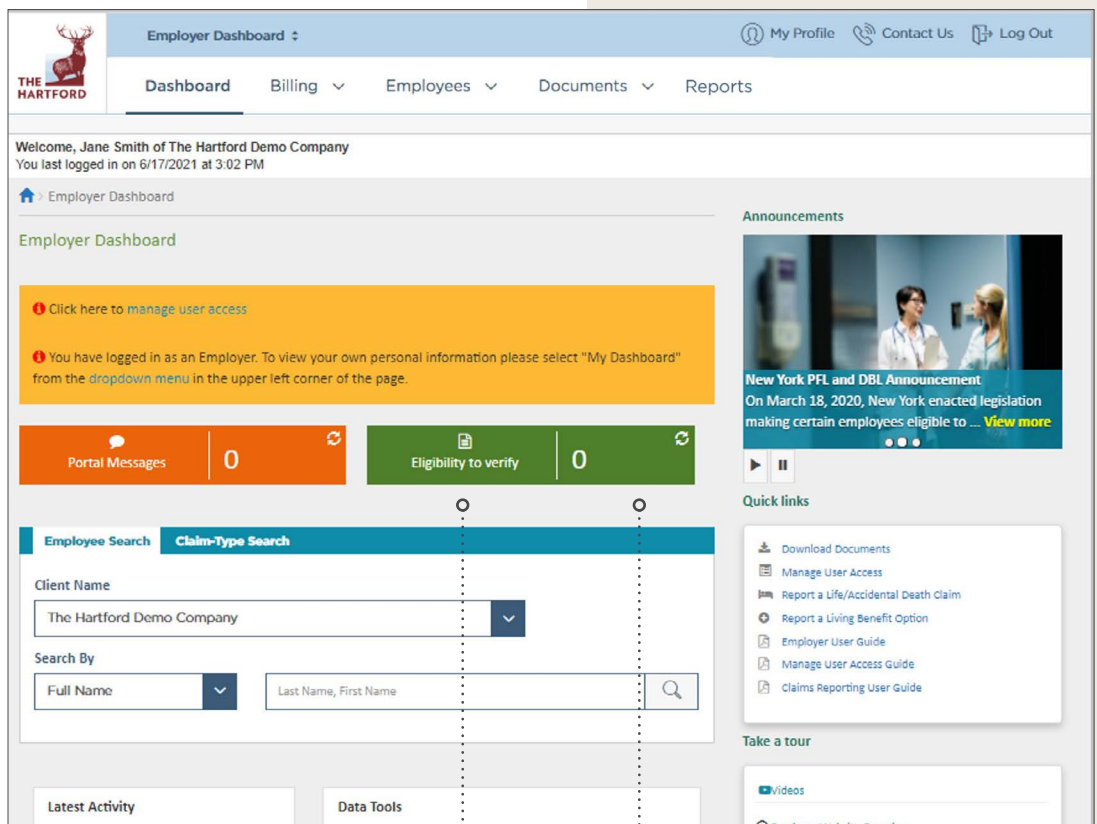 THE
HARTFORD
Employer Dashboard
My Profile
Contact Us
Log Out
Dashboard
Billing
Employees
Documents
Reports
Welcome, Jane Smith of The Hartford Demo Company
You last logged in on 6/17/2021 at 3:02 PM
Employer Dashboard
Employer Dashboard
Click here to manage user access
You have logged in as an Employer. To view your own personal information please select "My Dashboard"
from the dropdown menu in the upper left corner of the page.
Portal Messages
0
Eligibility to verify
0
Employee Search
Claim-Type Search
Client Name
The Hartford Demo Company
Search By
Full Name
Last Name, First Name
Latest Activity
Data Tools
Announcements
New York PFL and DBL Announcement
On March 18, 2020, New York enacted legislation
making certain employees eligible to ... View more
Quick links
Download Documents
Manage User Access
Report a Life/Accidental Death Claim
Report a Living Benefit Option
Employer User Guide
Manage User Access Guide
Claims Reporting User Guide
Take a tour
Videos